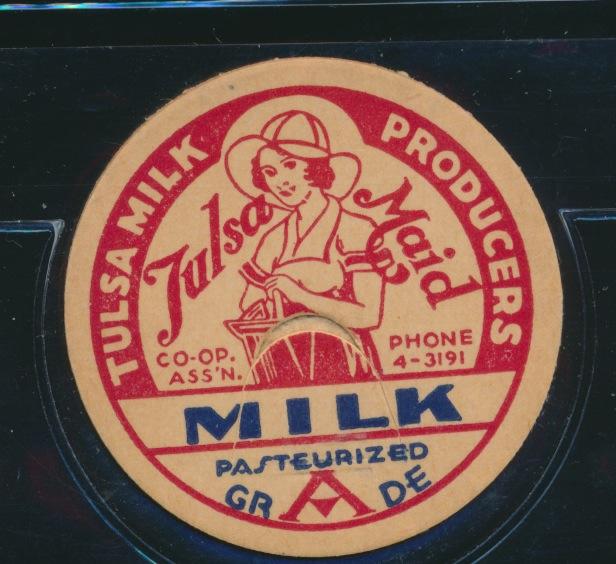 TULSA MILK PRODUCERS
Tulsa Maid
CO-OP.
ASS'N.
PHONE
4-3191
MILK
PASTEURIZED
GRADE